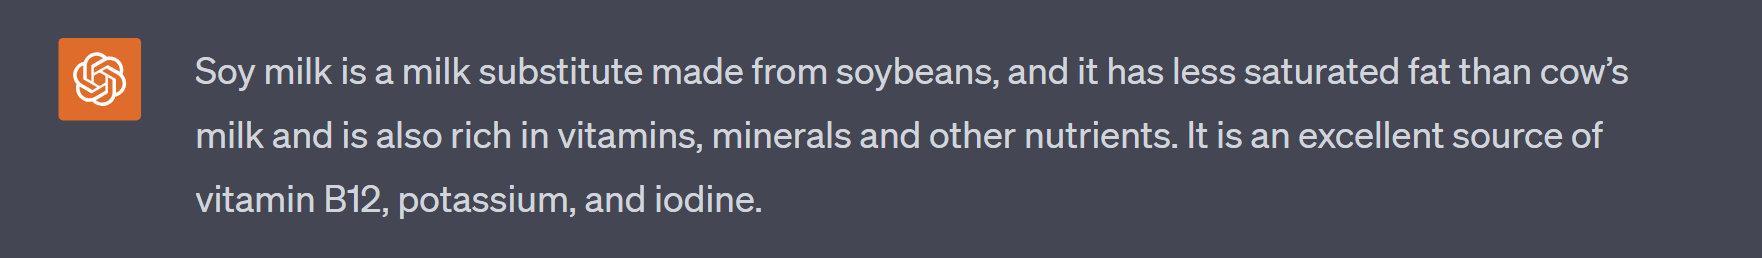 Soy milk is a milk substitute made from soybeans, and it has less saturated fat than cow’s
milk and is also rich in vitamins, minerals and other nutrients. It is an excellent source of
vitamin B12, potassium, and iodine.